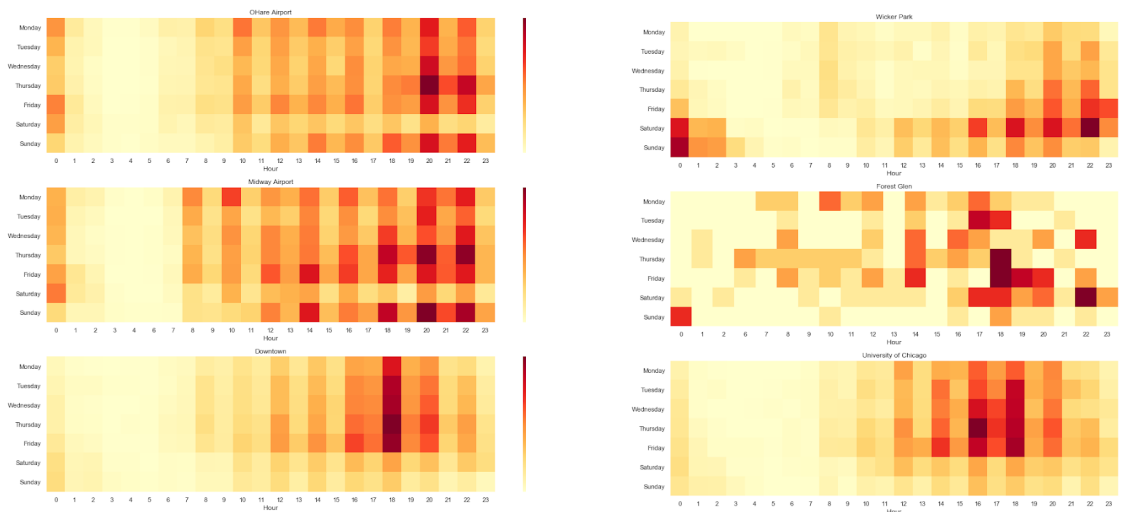 OHare Airport
Monday
Tuesday
Wednesday
Thursday
Friday
Saturday
Sunday
0 1 2 3 4 5 6 7 8 9 10 11 12 13 14 15 16 17 18 19 20 21 22 23
Hour
Midway Airport
Monday
Tuesday
Wednesday
Thursday
Friday
Saturday
Sunday
0 1 2 3 4 5 6 7 8 9 10 11 12 13 14 15 16 17 18 19 20 21 22 23
Hour
Downtown
Monday
Tuesday
Wednesday
Thursday
Friday
Saturday
Sunday
0 1 2 3 4 5 6 7 8 9 10 11 12 13 14 15 16 17 18 19 20 21 22 23
Hour
Wicker Park
Monday
Tuesday
Wednesday
Thursday
Friday
Saturday
Sunday
0 1 2 3 4 5 6 7 8 9 10 11 12 13 14 15 16 17 18 19 20 21 22 23
Hour
Forest Glen
Monday
Tuesday
Wednesday
Thursday
Friday
Saturday
Sunday
0 1 2 3 4 5 6 7 8 9 10 11 12 13 14 15 16 17 18 19 20 21 22 23
Hour
University of Chicago
Monday
Tuesday
Wednesday
Thursday
Friday
Saturday
Sunday
0 1 2 3 4 5 6 7 8 9 10 11 12 13 14 15 16 17 18 19 20 21 22 23
Hour